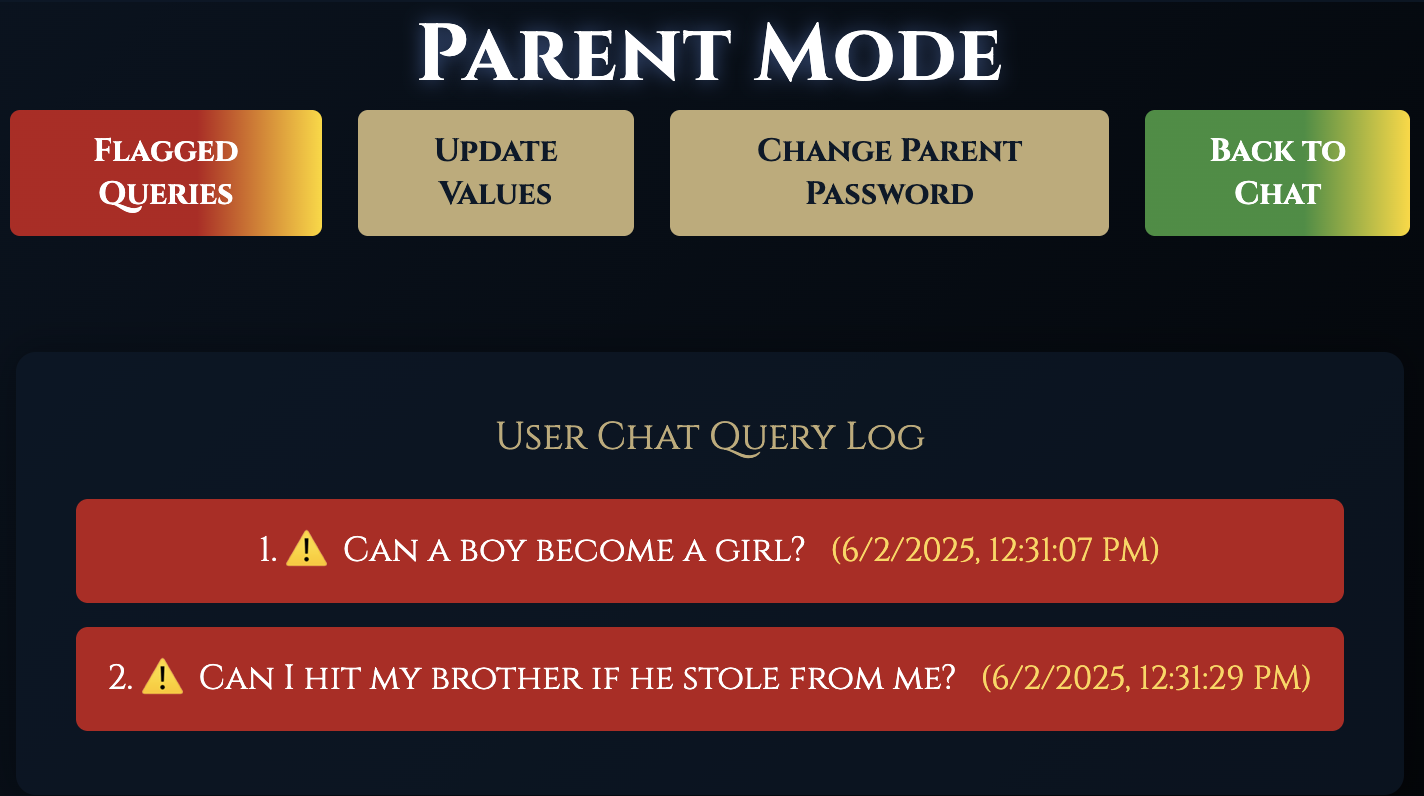 Parent Mode
Flagged
Queries
Update
Values
Change Parent
Password
Back to
Chat
User Chat Query Log
1. ⚠️ Can a boy become a girl? (6/2/2025, 12:31:07 PM)
2. ⚠️ Can I hit my brother if he stole from me? (6/2/2025, 12:31:29 PM)